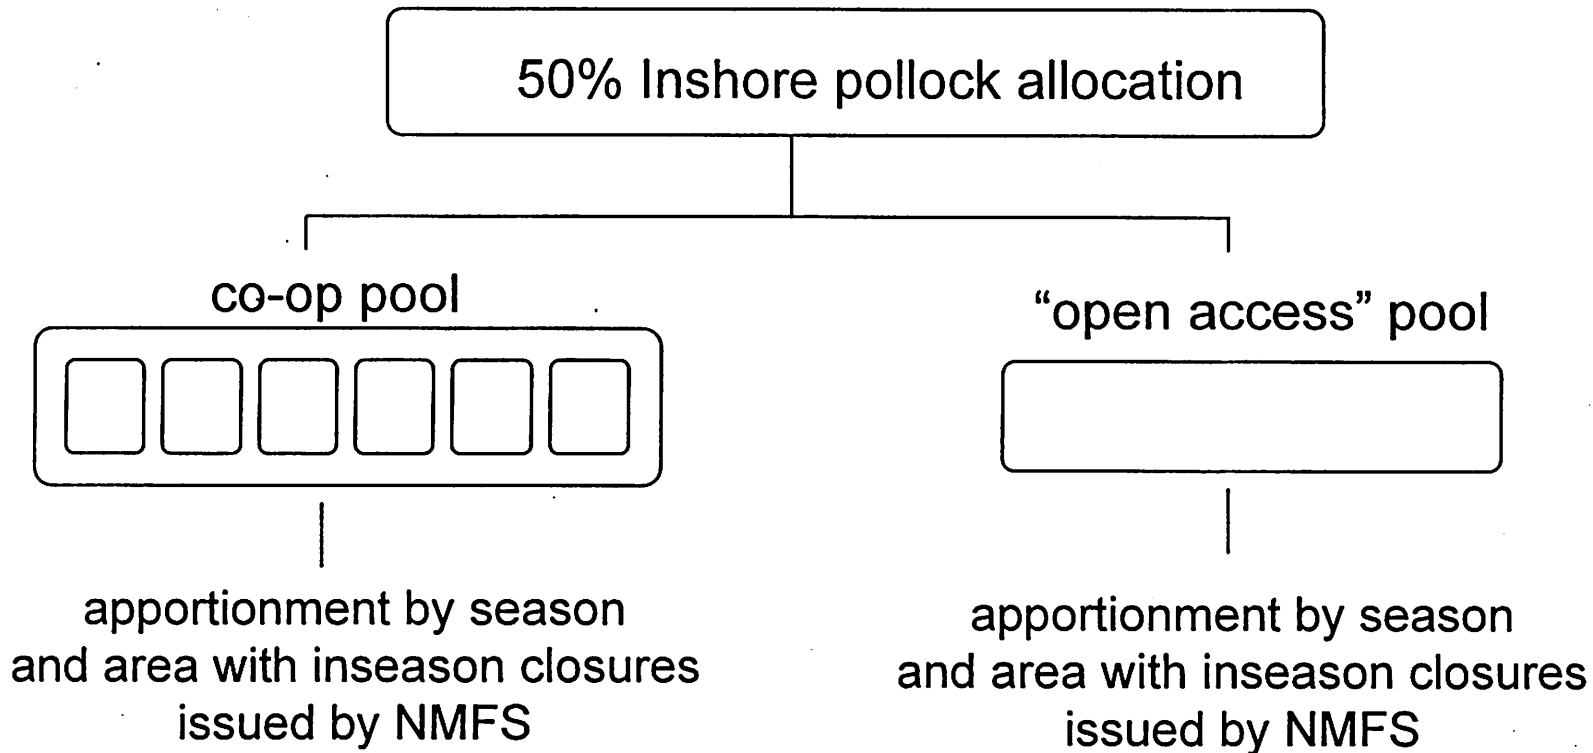 50% Inshore pollock allocation
co-op pool
“open access” pool
apportionment by season
and area with inseason closures
issued by NMFS
apportionment by season
and area with inseason closures
issued by NMFS